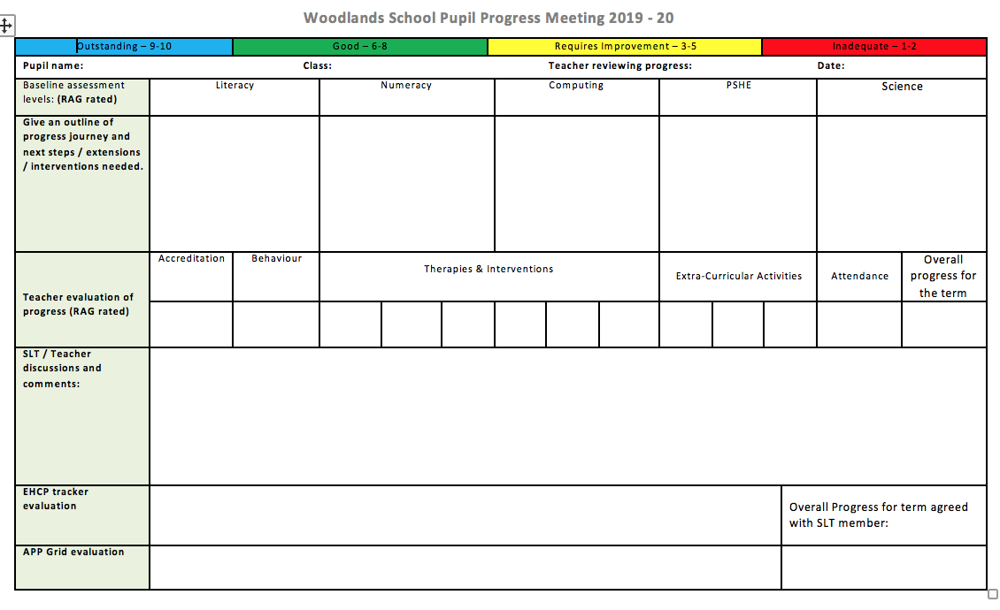 Woodlands School Pupil Progress Meeting 2019 - 20
Outstanding – 9-10 Good – 6-8 Requires Improvement – 3-5 Inadequate – 1-2
Pupil name: Class: Teacher reviewing progress: Date:
Baseline assessment
levels: (RAG rated)
Literacy
Numeracy
Computing
PSHE
Science
Give an outline of
progress journey and
next steps / extensions
/ interventions needed.
Teacher evaluation of
progress (RAG rated)
Accreditation
Behaviour
Therapies & Interventions
Extra-Curricular Activities
Attendance
Overall
progress for
the term
SLT / Teacher
discussions and
comments:
EHCP tracker
evaluation
Overall Progress for term agreed
with SLT member:
APP Grid evaluation